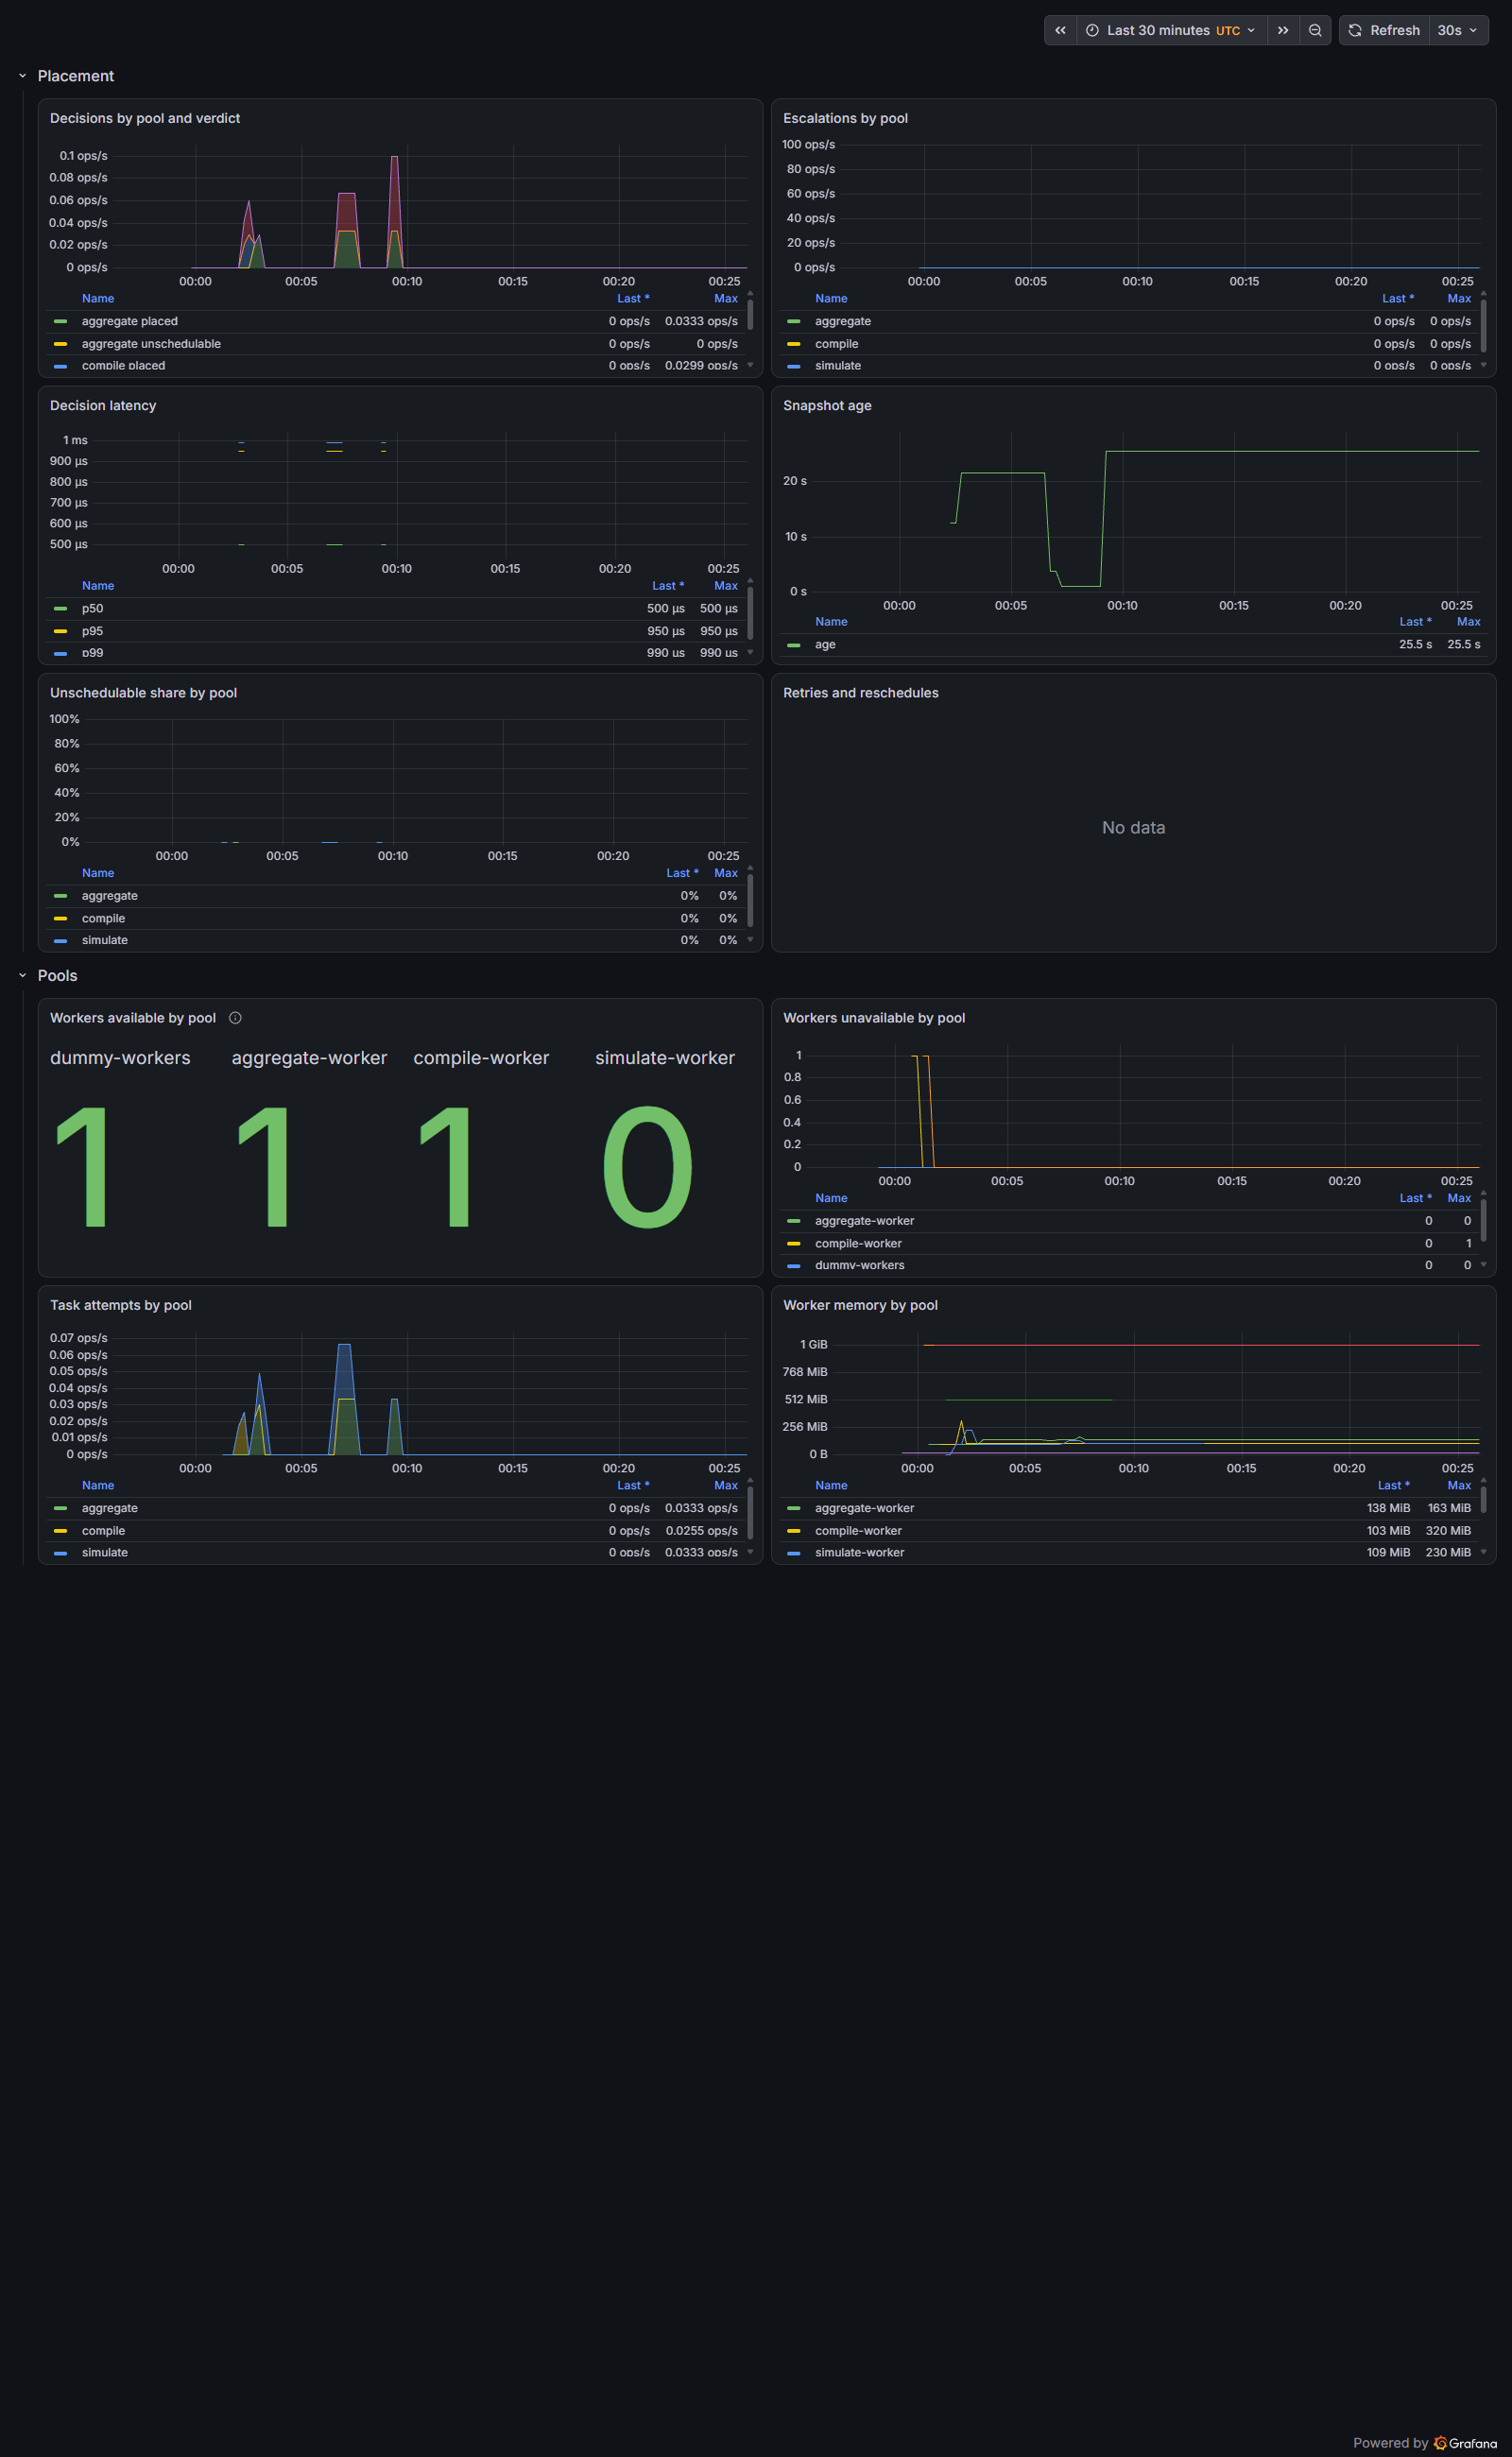 Last 30 minutes UTC
Refresh 30s
Placement
Decisions by pool and verdict
0.1 ops/s
0.08 ops/s
0.06 ops/s
0.04 ops/s
0.02 ops/s
0 ops/s
00:00 00:05 00:10 00:15 00:20 00:25
Name Last * Max
aggregate placed 0 ops/s 0.0333 ops/s
aggregate unschedulable 0 ops/s 0 ops/s
compile placed 0 ops/s 0.0299 ops/s
Escalations by pool
100 ops/s
80 ops/s
60 ops/s
40 ops/s
20 ops/s
0 ops/s
00:00 00:05 00:10 00:15 00:20 00:25
Name Last * Max
aggregate 0 ops/s 0 ops/s
compile 0 ops/s 0 ops/s
simulate 0 ops/s 0 ops/s
Decision latency
1 ms
900 µs
800 µs
700 µs
600 µs
500 µs
00:00 00:05 00:10 00:15 00:20 00:25
Name Last * Max
p50 500 µs 500 µs
p95 950 µs 950 µs
p99 990 µs 990 µs
Snapshot age
20 s
10 s
0 s
00:00 00:05 00:10 00:15 00:20 00:25
Name Last * Max
age 25.5 s 25.5 s
Unschedulable share by pool
100%
80%
60%
40%
20%
0%
00:00 00:05 00:10 00:15 00:20 00:25
Name Last * Max
aggregate 0% 0%
compile 0% 0%
simulate 0% 0%
Retries and reschedules
No data
Pools
Workers available by pool
dummy-workers aggregate-worker compile-worker simulate-worker
1 1 1 0
Workers unavailable by pool
1
0.8
0.6
0.4
0.2
0
00:00 00:05 00:10 00:15 00:20 00:25
Name Last * Max
aggregate-worker 0 0
compile-worker 0 1
dummy-workers 0 0
Task attempts by pool
0.07 ops/s
0.06 ops/s
0.05 ops/s
0.04 ops/s
0.03 ops/s
0.02 ops/s
0.01 ops/s
0 ops/s
00:00 00:05 00:10 00:15 00:20 00:25
Name Last * Max
aggregate 0 ops/s 0.0333 ops/s
compile 0 ops/s 0.0255 ops/s
simulate 0 ops/s 0.0333 ops/s
Worker memory by pool
1 GiB
768 MiB
512 MiB
256 MiB
0 B
00:00 00:05 00:10 00:15 00:20 00:25
Name Last * Max
aggregate-worker 138 MiB 163 MiB
compile-worker 103 MiB 320 MiB
simulate-worker 109 MiB 230 MiB
Powered by Grafana